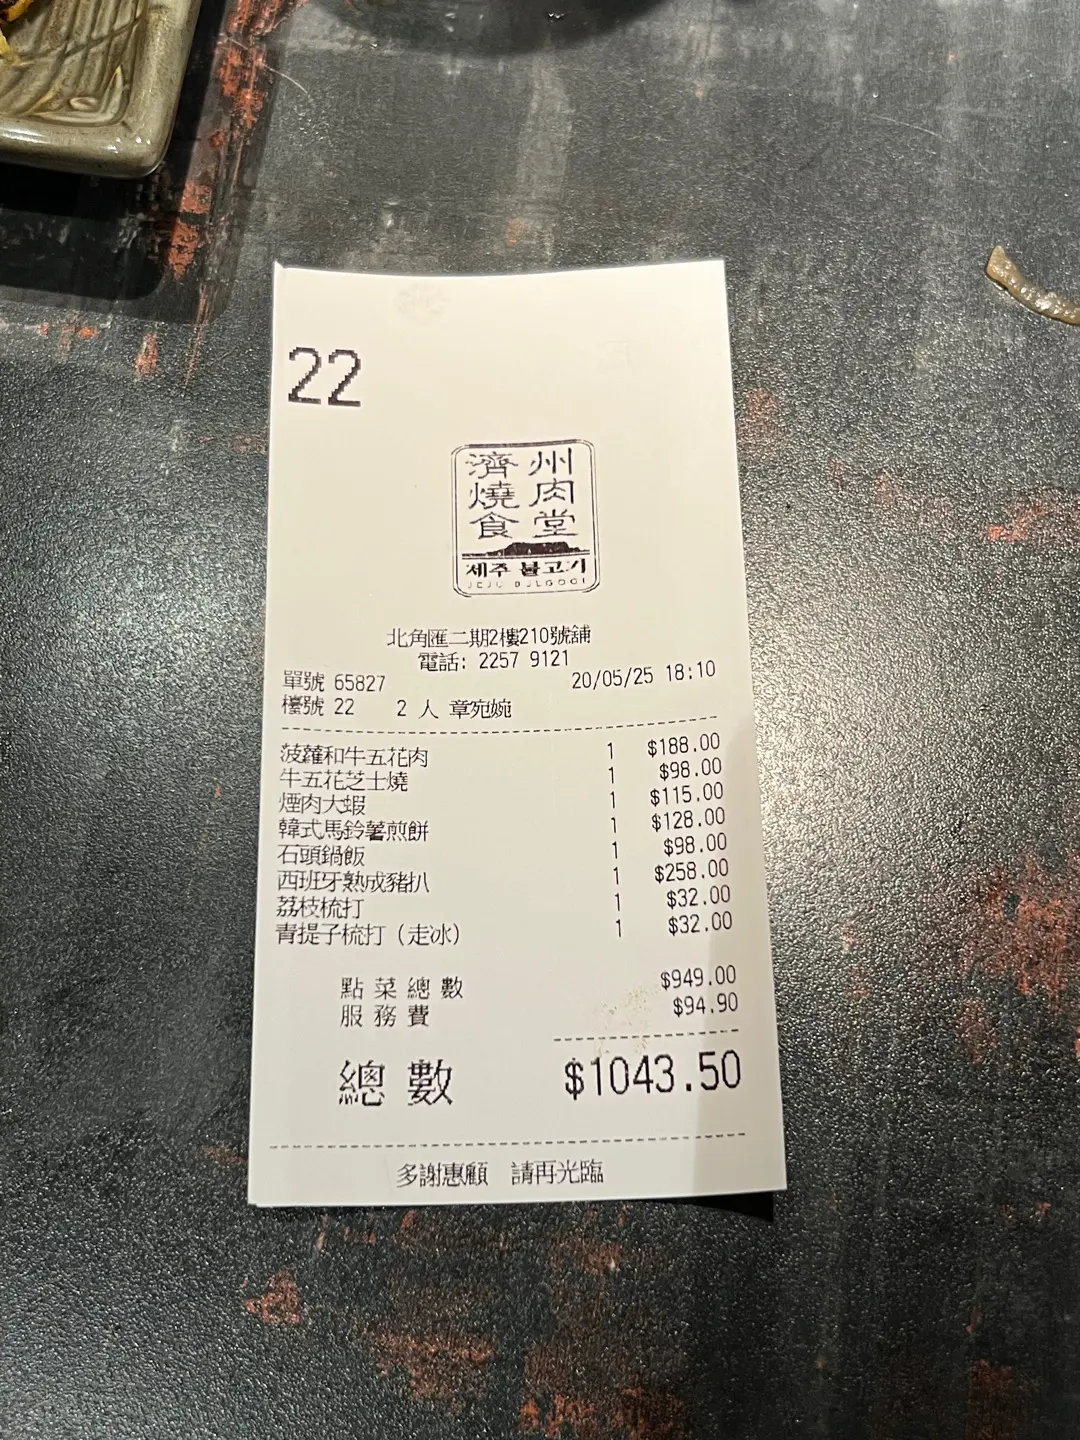 22
濟州
燒肉
食堂
제주 불고기
JEJU BULGOGI
北角匯二期2樓210號舖
電話: 2257 9121
單號 65827 20/05/25 18:10
檯號 22 2 人 章宛婉
菠蘿和牛五花肉 1 $188.00
牛五花芝士燒 1 $98.00
煙肉大蝦 1 $115.00
韓式馬鈴薯煎餅 1 $128.00
石頭鍋飯 1 $98.00
西班牙熟成豬扒 1 $258.00
荔枝梳打 1 $32.00
青提子梳打（走冰） 1 $32.00
點菜總數 $949.00
服務費 $94.90
總數 $1043.50
多謝惠顧 請再光臨